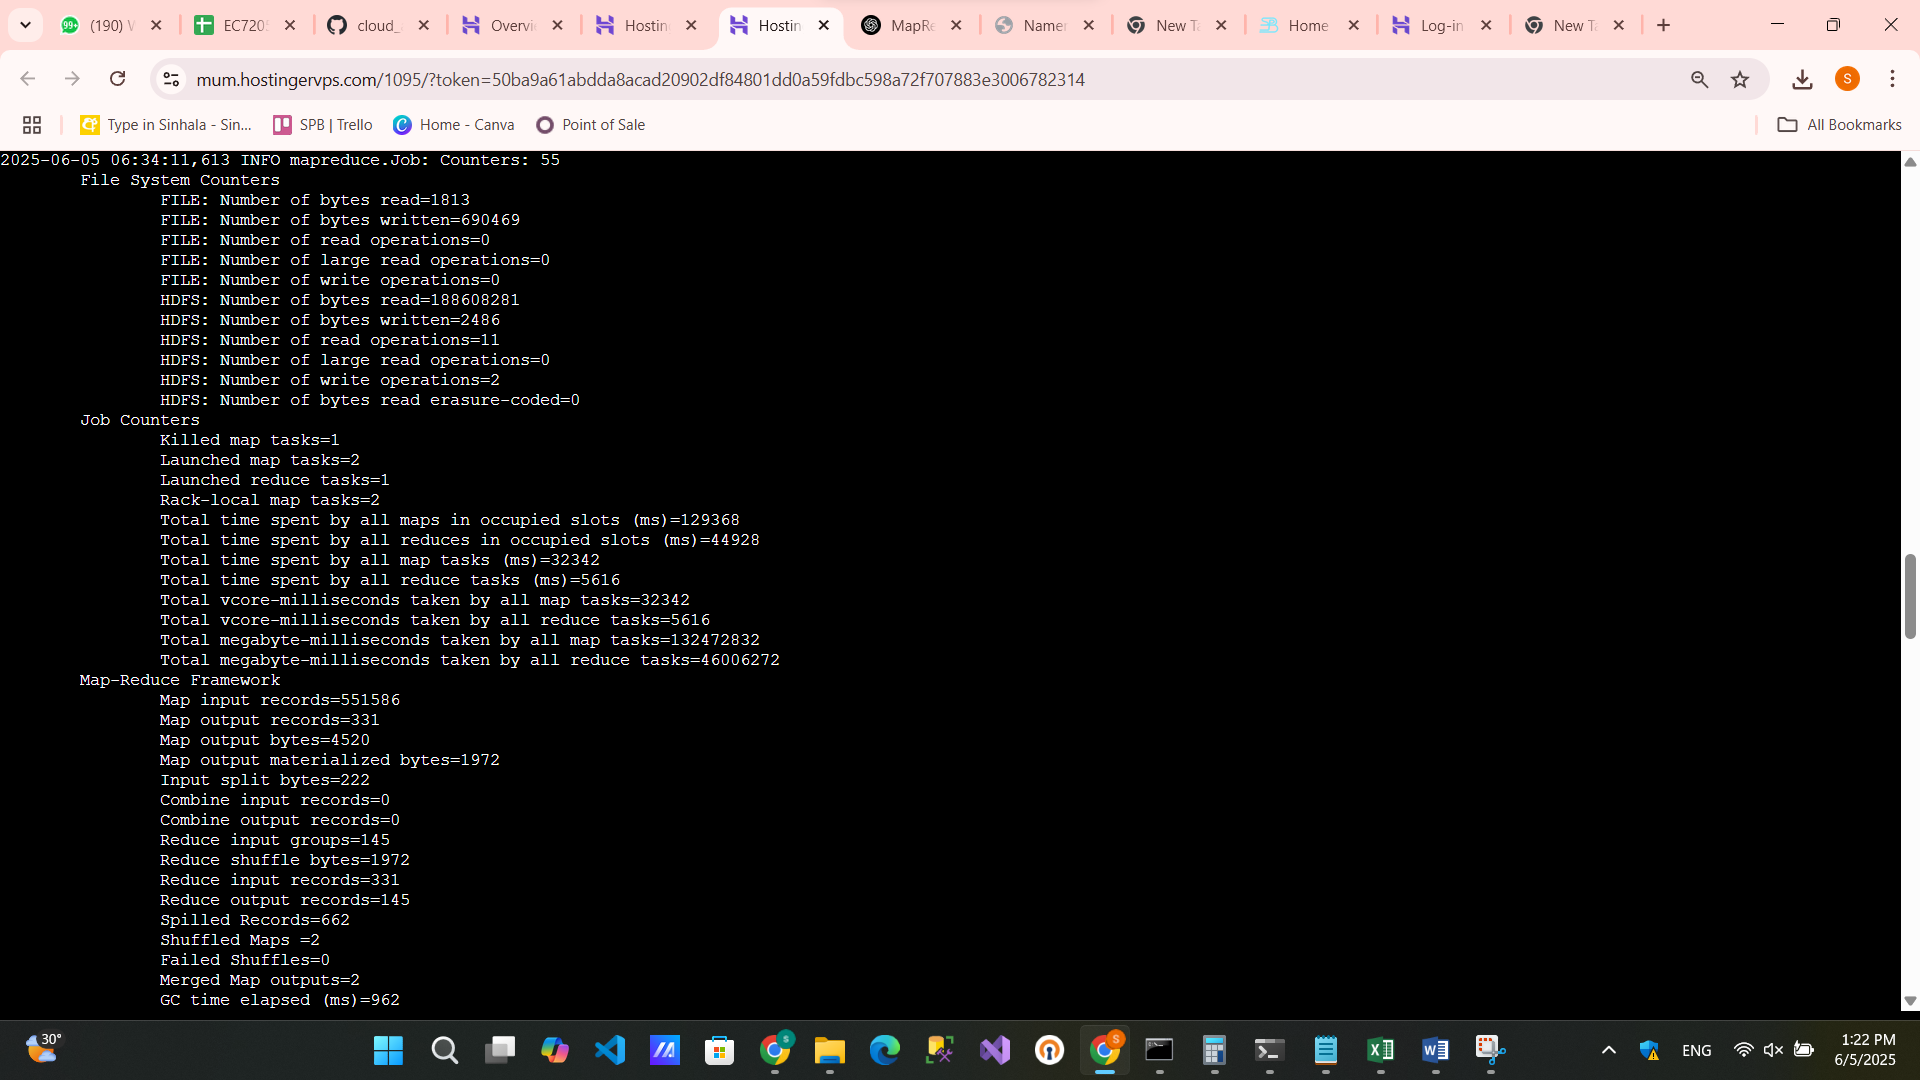 (190) W
EC7205
cloud_
Overvi
Hostin
Hostin
MapRe
Namer
New Ta
Home
Log-in
New Ta
mum.hostingervps.com/1095/?token=50ba9a61abdda8acad20902df84801dd0a59fdbc598a72f707883e3006782314
S
Type in Sinhala - Sin...
SPB | Trello
Home - Canva
Point of Sale
All Bookmarks
2025-06-05 06:34:11,613 INFO mapreduce.Job: Counters: 55
File System Counters
FILE: Number of bytes read=1813
FILE: Number of bytes written=690469
FILE: Number of read operations=0
FILE: Number of large read operations=0
FILE: Number of write operations=0
HDFS: Number of bytes read=188608281
HDFS: Number of bytes written=2486
HDFS: Number of read operations=11
HDFS: Number of large read operations=0
HDFS: Number of write operations=2
HDFS: Number of bytes read erasure-coded=0
Job Counters
Killed map tasks=1
Launched map tasks=2
Launched reduce tasks=1
Rack-local map tasks=2
Total time spent by all maps in occupied slots (ms)=129368
Total time spent by all reduces in occupied slots (ms)=44928
Total time spent by all map tasks (ms)=32342
Total time spent by all reduce tasks (ms)=5616
Total vcore-milliseconds taken by all map tasks=32342
Total vcore-milliseconds taken by all reduce tasks=5616
Total megabyte-milliseconds taken by all map tasks=132472832
Total megabyte-milliseconds taken by all reduce tasks=46006272
Map-Reduce Framework
Map input records=551586
Map output records=331
Map output bytes=4520
Map output materialized bytes=1972
Input split bytes=222
Combine input records=0
Combine output records=0
Reduce input groups=145
Reduce shuffle bytes=1972
Reduce input records=331
Reduce output records=145
Spilled Records=662
Shuffled Maps =2
Failed Shuffles=0
Merged Map outputs=2
GC time elapsed (ms)=962
30°
ENG
1:22 PM
6/5/2025